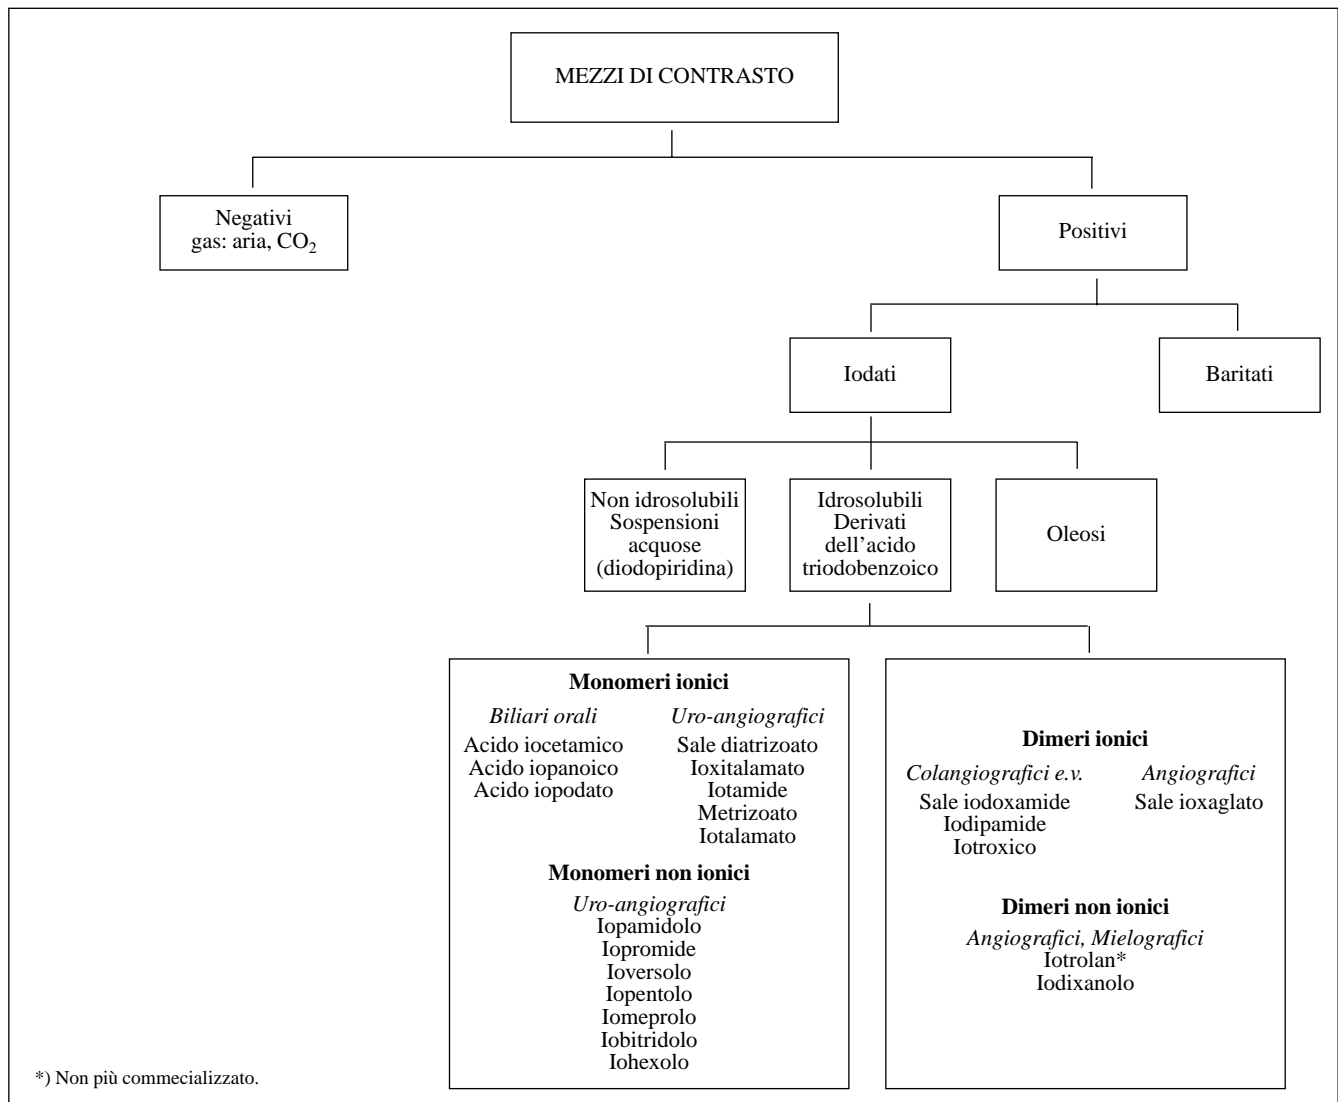 MEZZI DI CONTRASTO
Negativi
gas: aria, CO₂
Positivi
Iodati
Baritati
Non idrosolubili
Sospensioni
acquose
(diodopiridina)
Idrosolubili
Derivati
dell’acido
triodobenzoico
Oleosi
Monomeri ionici
Biliari orali
Acido iocetamico
Acido iopanoico
Acido iopodato
Uro-angiografici
Sale diatrizoato
Ioxitalamato
Iotamide
Metrizoato
Iotalamato
Monomeri non ionici
Uro-angiografici
Iopamidolo
Iopromide
Ioversolo
Iopentolo
Iomeprolo
Iobitridolo
Iohexolo
Dimeri ionici
Colangiografici e.v.
Sale iodoxamide
Iodipamide
Iotroxico
Angiografici
Sale ioxaglato
Dimeri non ionici
Angiografici, Mielografici
Iotrolan*
Iodixanolo
*) Non più commecializzato.